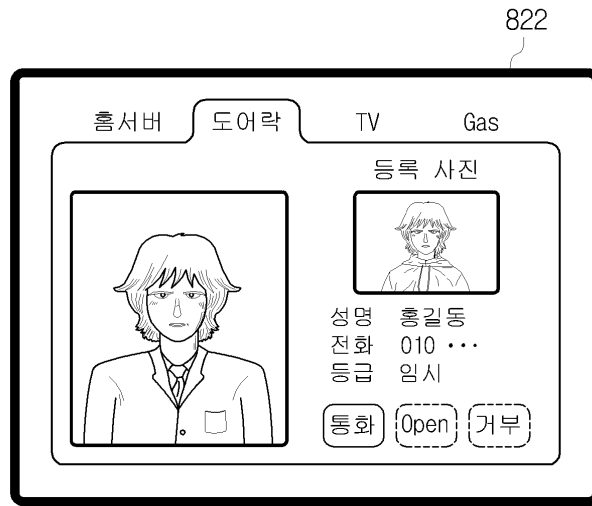 822
홈서버 도어락 TV Gas
등록 사진
성명 홍길동
전화 010 ···
등급 임시
통화 Open 거부